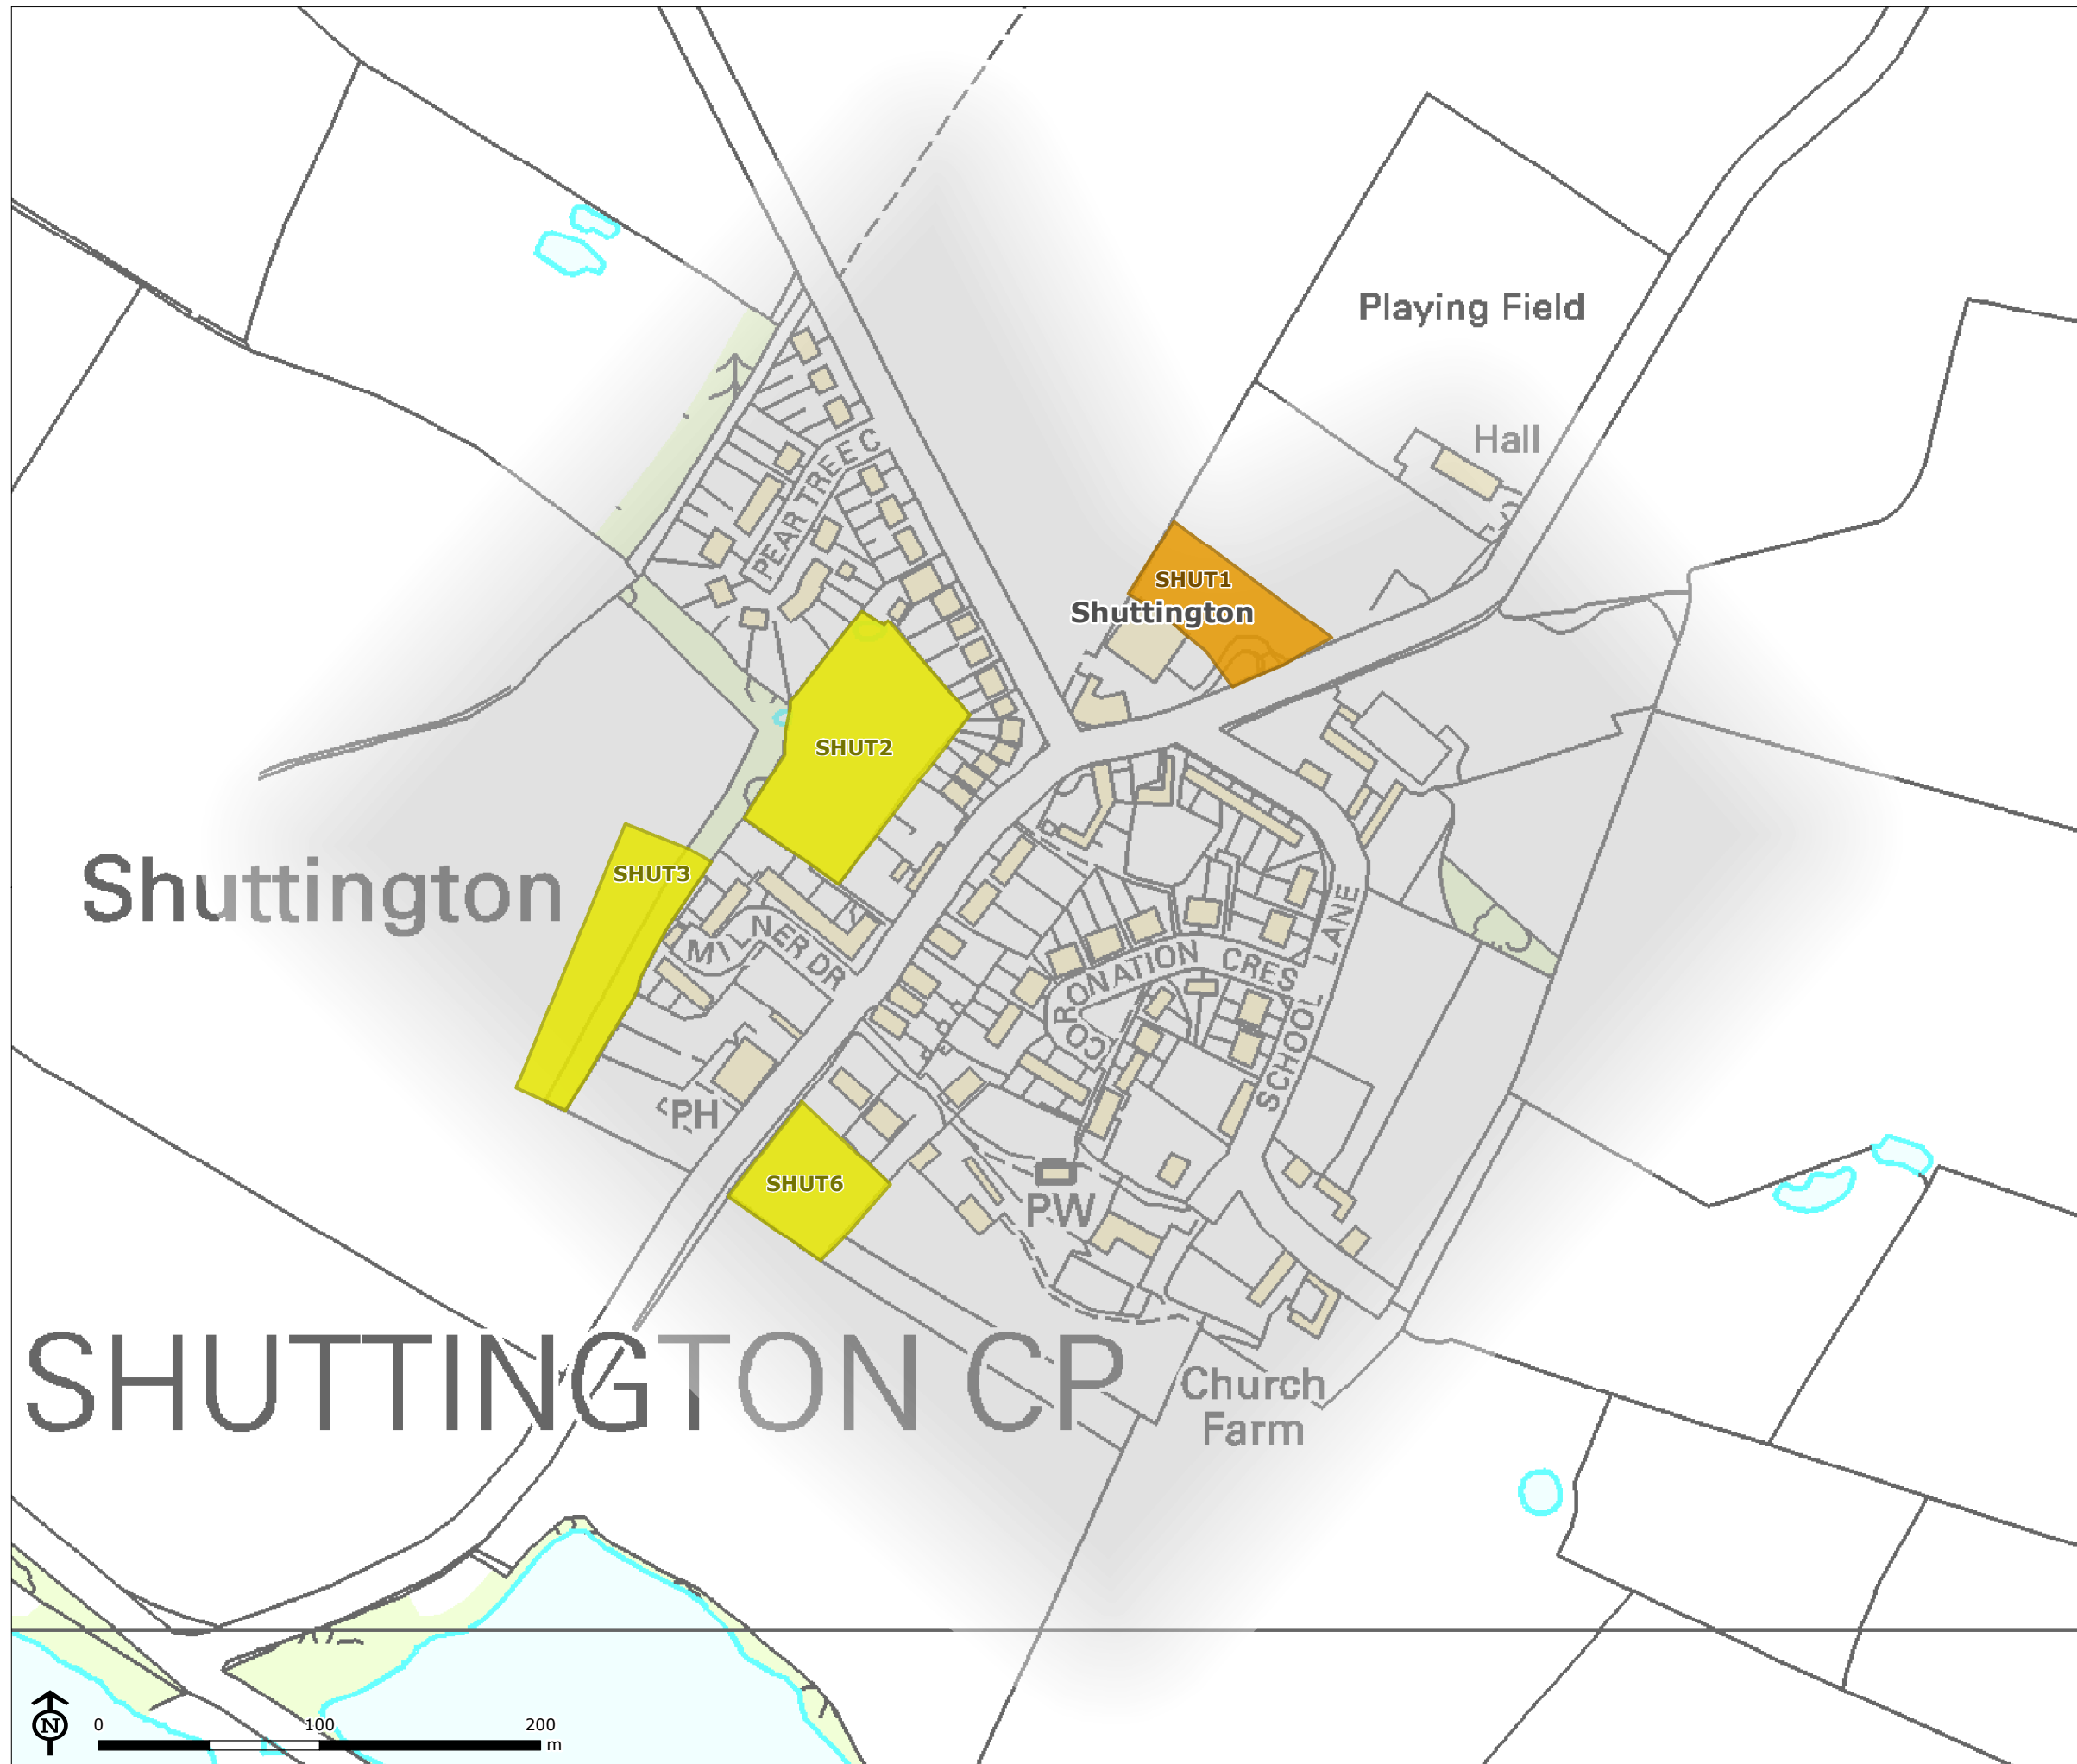 Playing Field
Hall
PEAR TREE C
SHUT1
Shuttington
SHUT2
SHUT3
Shuttington
MILNER DR
CORONATION CRES
SCHOOL LANE
PH
SHUT6
PW
SHUTTINGTON CP
Church
Farm
N
0 100 200
m